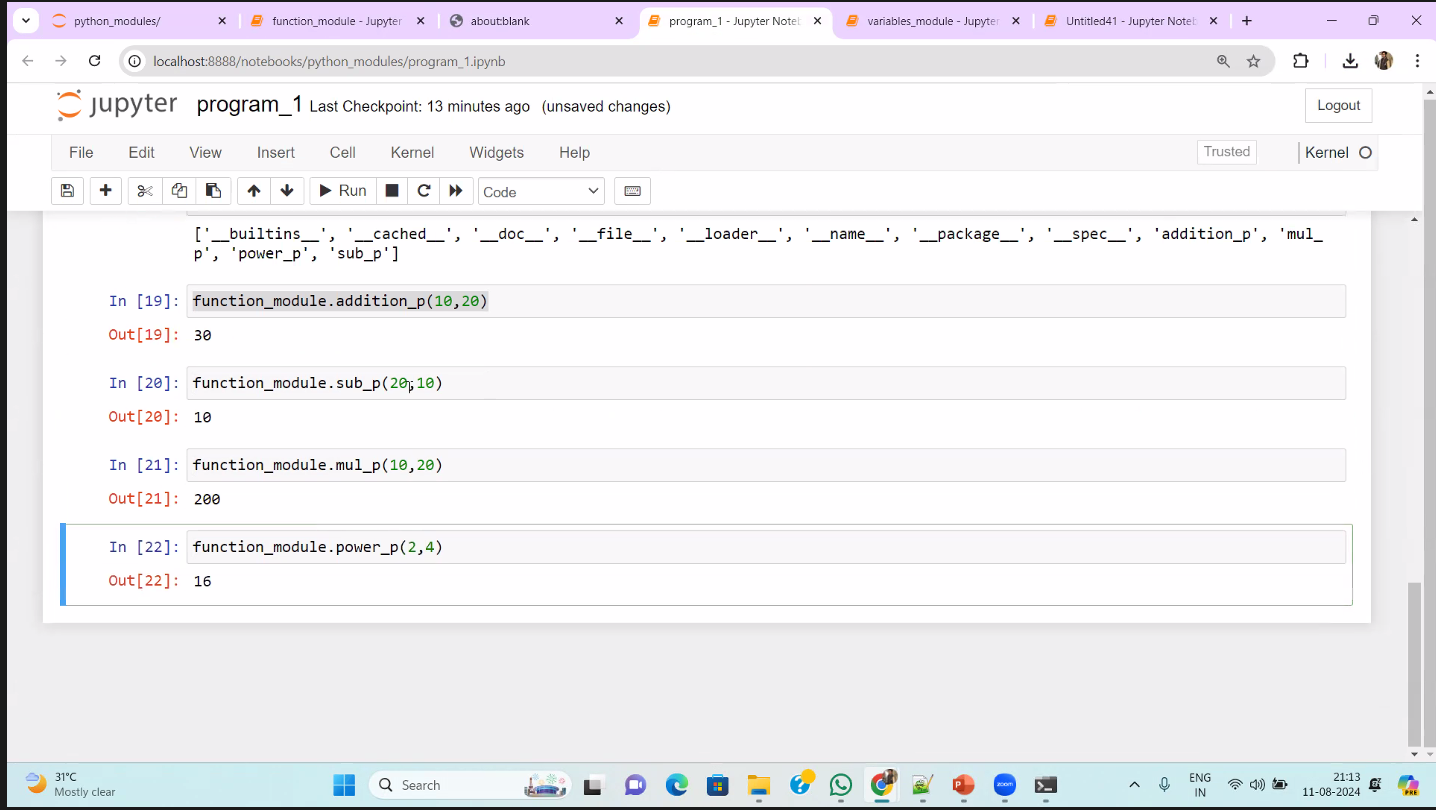 python_modules/
function_module - Jupyter
about:blank
program_1 - Jupyter Noteb
variables_module - Jupyter
Untitled41 - Jupyter Noteb
localhost:8888/notebooks/python_modules/program_1.ipynb
jupyter program_1 Last Checkpoint: 13 minutes ago (unsaved changes)
Logout
File Edit View Insert Cell Kernel Widgets Help
Trusted
Kernel
Run
Code
['__builtins__', '__cached__', '__doc__', '__file__', '__loader__', '__name__', '__package__', '__spec__', 'addition_p', 'mul_
p', 'power_p', 'sub_p']
In [19]: function_module.addition_p(10,20)
Out[19]: 30
In [20]: function_module.sub_p(20,10)
Out[20]: 10
In [21]: function_module.mul_p(10,20)
Out[21]: 200
In [22]: function_module.power_p(2,4)
Out[22]: 16
31°C
Mostly clear
Search
zoom
ENG
IN
21:13
11-08-2024
PRE